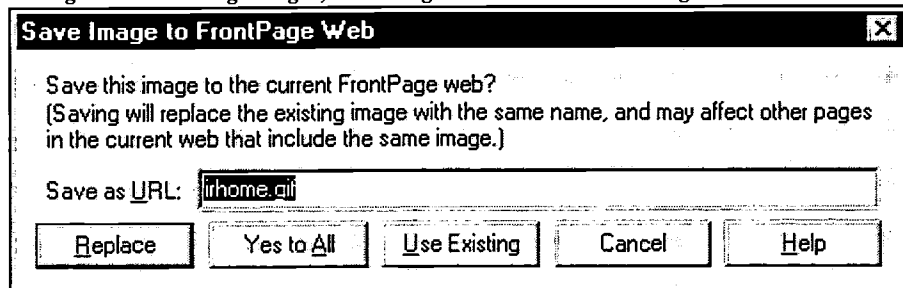 Save Image to FrontPage Web
Save this image to the current FrontPage web?
(Saving will replace the existing image with the same name, and may affect other pages
in the current web that include the same image.)
Save as URL: irhome.gif
Replace Yes to All Use Existing Cancel Help